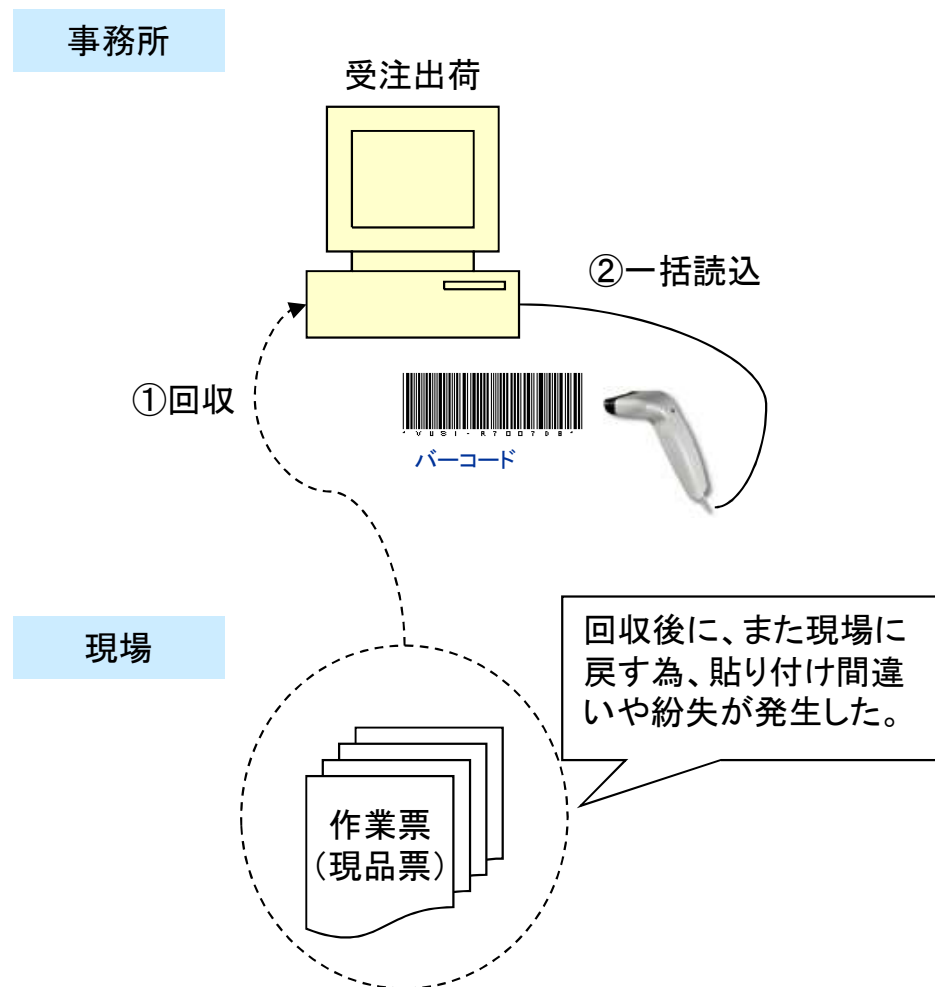 事務所
受注出荷
②一括読込
①回収
バーコード
現場
回収後に、また現場に
戻す為、貼り付け間違
いや紛失が発生した。
作業票
(現品票)